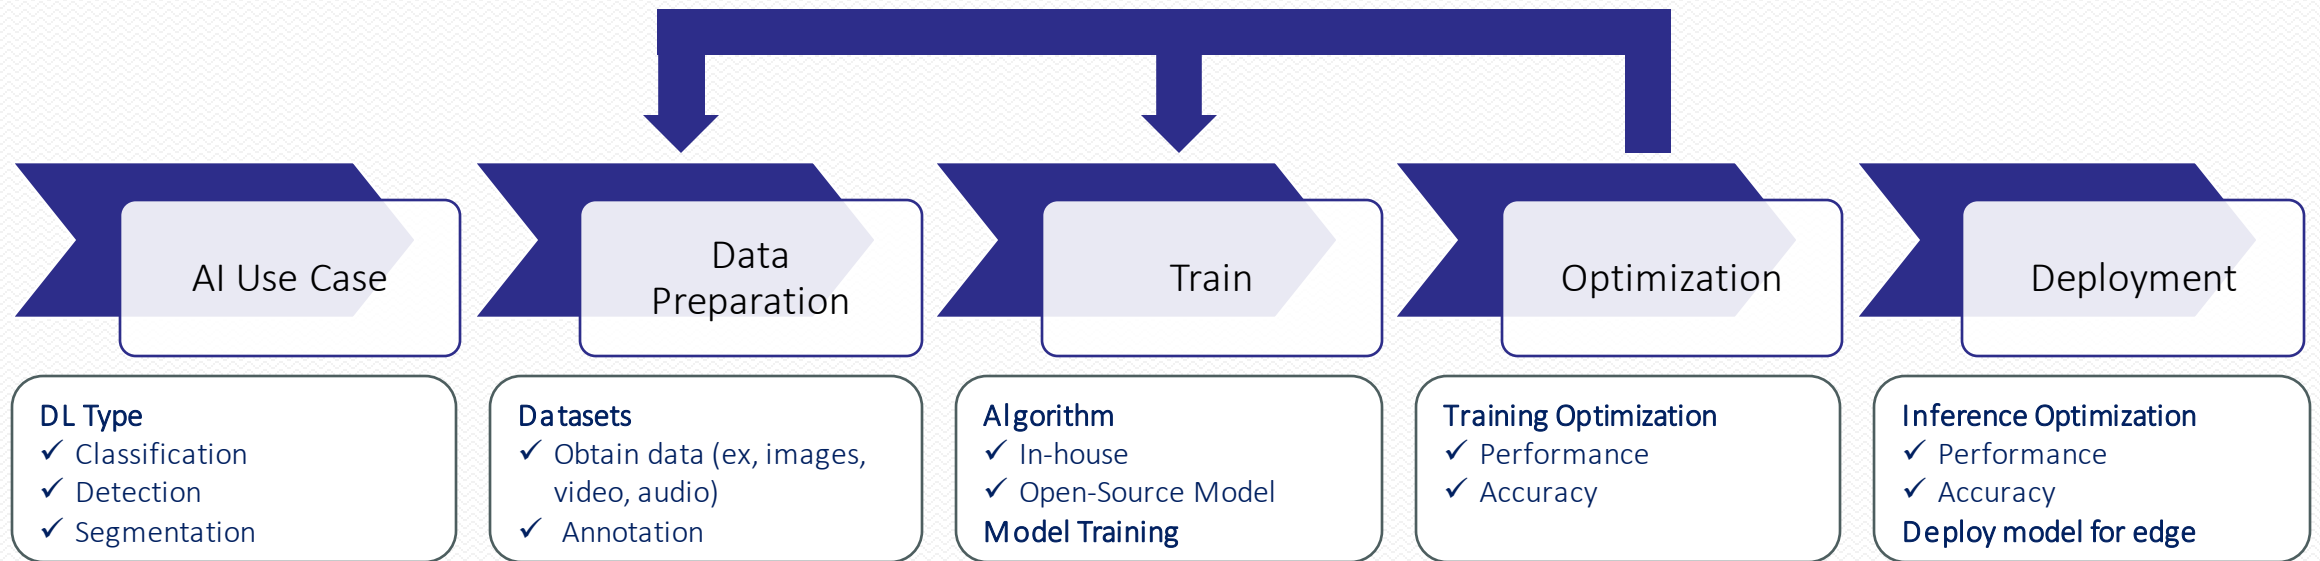 AI Use Case
Data
Preparation
Train
Optimization
Deployment
DL Type
✓ Classification
✓ Detection
✓ Segmentation
Datasets
✓ Obtain data (ex, images,
video, audio)
✓ Annotation
Algorithm
✓ In-house
✓ Open-Source Model
Model Training
Training Optimization
✓ Performance
✓ Accuracy
Inference Optimization
✓ Performance
✓ Accuracy
Deploy model for edge